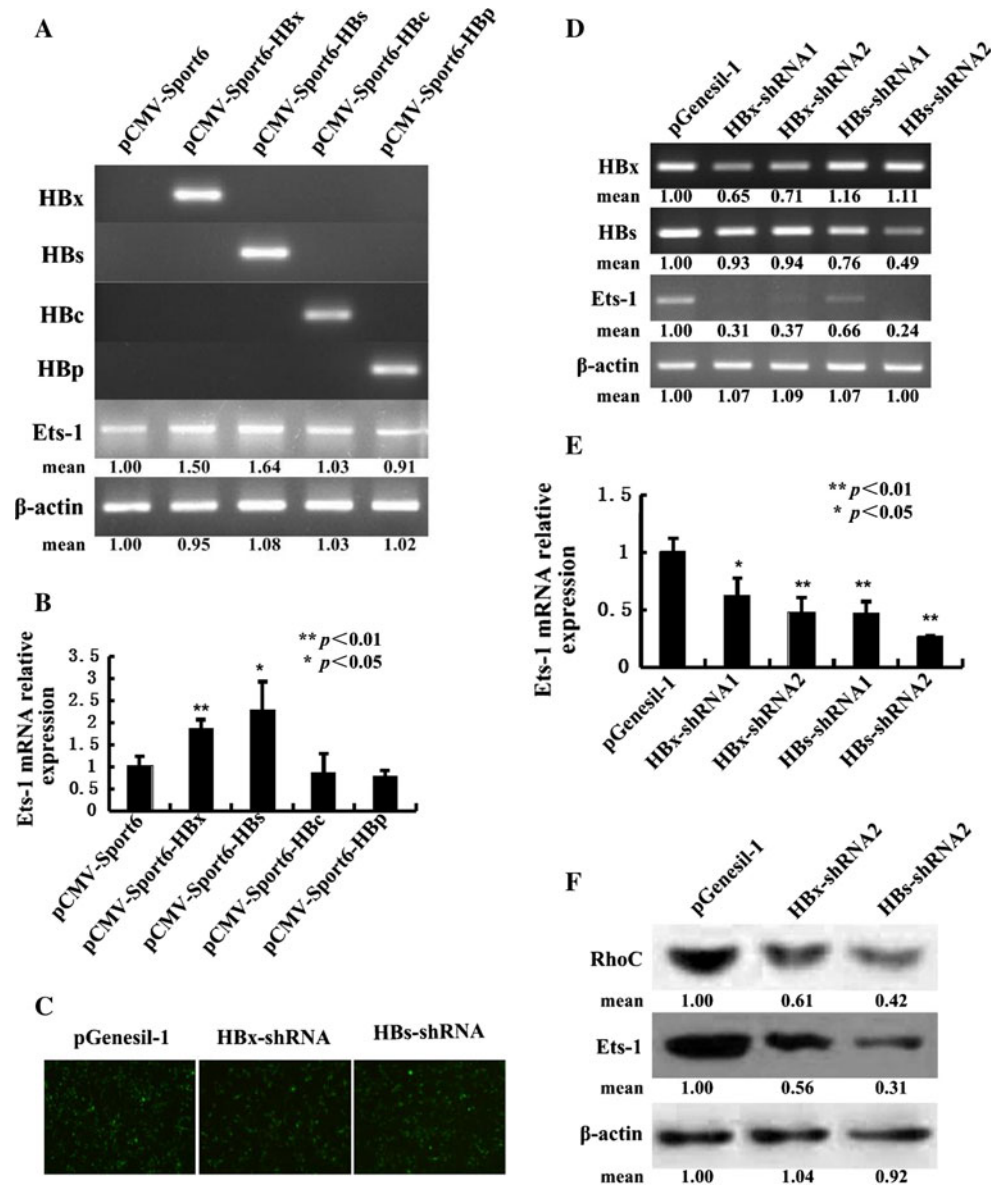 A
pCMV-Sport6
pCMV-Sport6-HBx
pCMV-Sport6-HBs
pCMV-Sport6-HBc
pCMV-Sport6-HBp
HBx
HBs
HBc
HBp
Ets-1
mean 1.00 1.50 1.64 1.03 0.91
β-actin
mean 1.00 0.95 1.08 1.03 1.02
B
** p<0.01
* p<0.05
Ets-1 mRNA relative
expression
3.5
3
2.5
2
1.5
1
0.5
0
**
*
pCMV-Sport6
pCMV-Sport6-HBx
pCMV-Sport6-HBs
pCMV-Sport6-HBc
pCMV-Sport6-HBp
C
pGenesil-1 HBx-shRNA HBs-shRNA
D
pGenesil-1
HBx-shRNA1
HBx-shRNA2
HBs-shRNA1
HBs-shRNA2
HBx
mean 1.00 0.65 0.71 1.16 1.11
HBs
mean 1.00 0.93 0.94 0.76 0.49
Ets-1
mean 1.00 0.31 0.37 0.66 0.24
β-actin
mean 1.00 1.07 1.09 1.07 1.00
E
** p<0.01
* p<0.05
Ets-1 mRNA relative
expression
1.5
1
0.5
0
*
**
**
**
pGenesil-1
HBx-shRNA1
HBx-shRNA2
HBs-shRNA1
HBs-shRNA2
F
pGenesil-1
HBx-shRNA2
HBs-shRNA2
RhoC
mean 1.00 0.61 0.42
Ets-1
mean 1.00 0.56 0.31
β-actin
mean 1.00 1.04 0.92